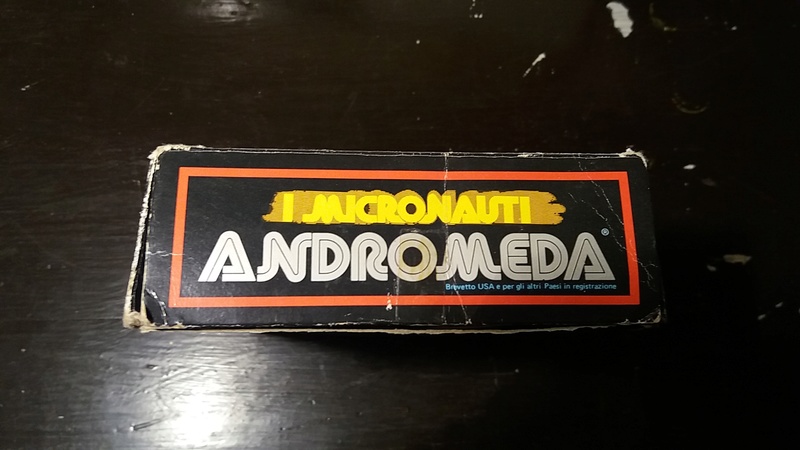 I MICRONAUTI
ANDROMEDA®
Brevetto USA e per gli altri Paesi in registrazione